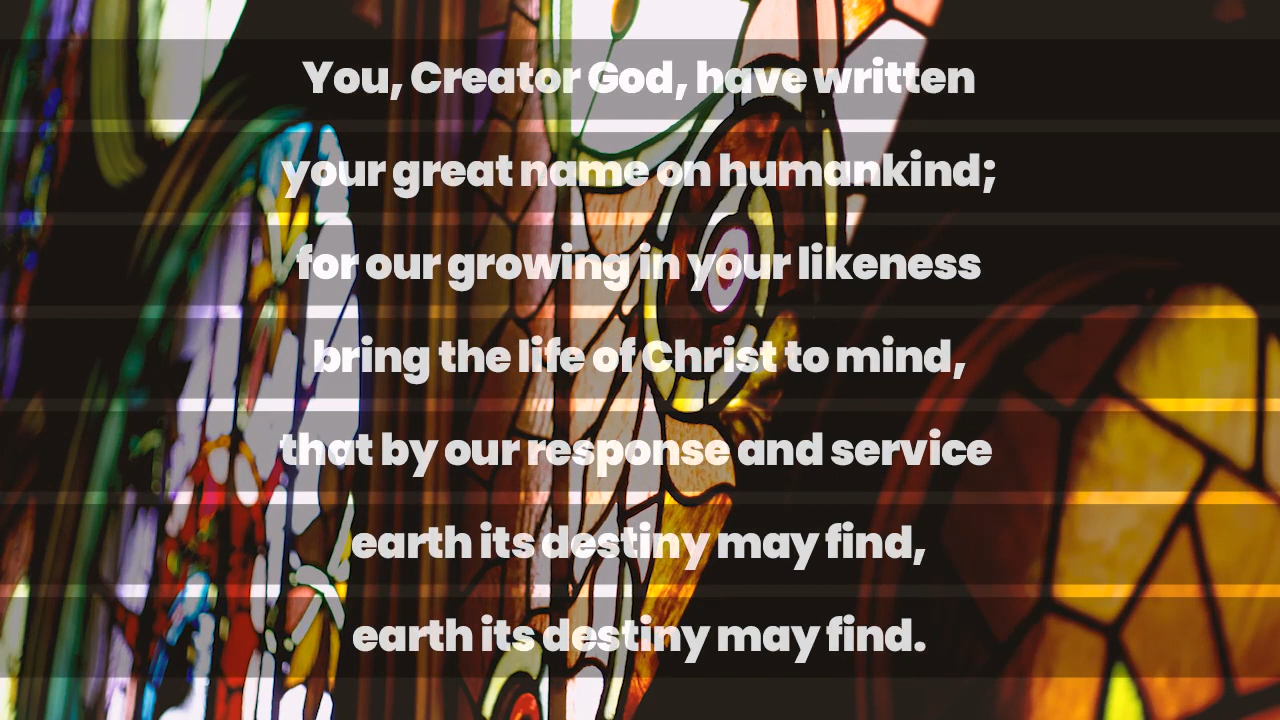 You, Creator God, have written
your great name on humankind;
for our growing in your likeness
bring the life of Christ to mind,
that by our response and service
earth its destiny may find,
earth its destiny may find.